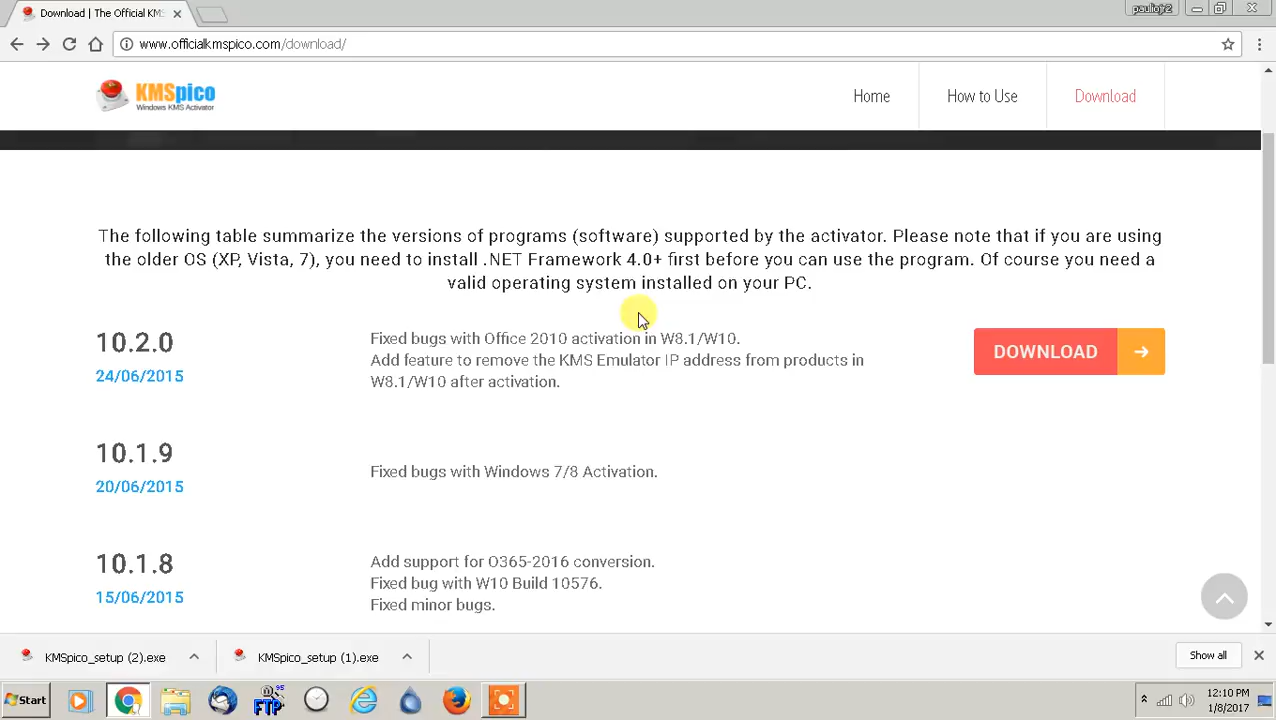 Download | The Official KMS
paullojr2
www.officialkmspico.com/download/
KMSpico
Windows KMS Activator
Home
How to Use
Download
The following table summarize the versions of programs (software) supported by the activator. Please note that if you are using
the older OS (XP, Vista, 7), you need to install .NET Framework 4.0+ first before you can use the program. Of course you need a
valid operating system installed on your PC.
10.2.0
24/06/2015
Fixed bugs with Office 2010 activation in W8.1/W10.
Add feature to remove the KMS Emulator IP address from products in
W8.1/W10 after activation.
DOWNLOAD
10.1.9
20/06/2015
Fixed bugs with Windows 7/8 Activation.
10.1.8
15/06/2015
Add support for O365-2016 conversion.
Fixed bug with W10 Build 10576.
Fixed minor bugs.
KMSpico_setup (2).exe
KMSpico_setup (1).exe
Show all
Start
95
FTP
12:10 PM
1/8/2017